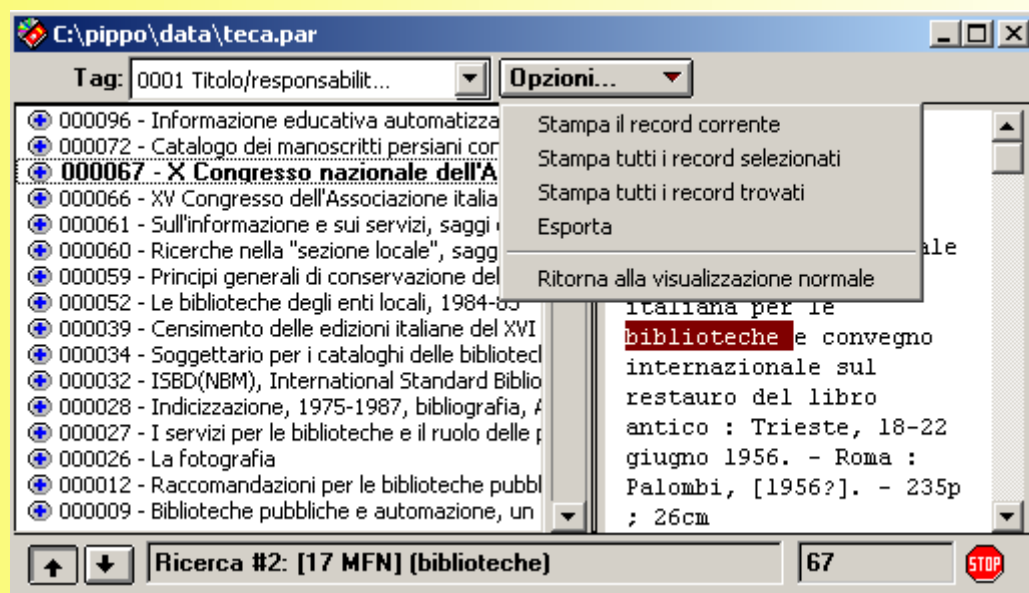 C:\pippo\data\teca.par
Tag: 0001 Titolo/responsabilit... Opzioni...
Stampa il record corrente
Stampa tutti i record selezionati
Stampa tutti i record trovati
Esporta
Ritorna alla visualizzazione normale
000096 - Informazione educativa automatizza
000072 - Catalogo dei manoscritti persiani con
000067 - X Congresso nazionale dell'A
000066 - XV Congresso dell'Associazione italia
000061 - Sull'informazione e sui servizi, saggi
000060 - Ricerche nella "sezione locale", sagg
000059 - Principi generali di conservazione del
000052 - Le biblioteche degli enti locali, 1984-85
000039 - Censimento delle edizioni italiane del XVI
000034 - Soggettario per i cataloghi delle bibliotec
000032 - ISBD(NBM), International Standard Biblio
000028 - Indicizzazione, 1975-1987, bibliografia, A
000027 - I servizi per le biblioteche e il ruolo delle p
000026 - La fotografia
000012 - Raccomandazioni per le biblioteche pubbl
000009 - Biblioteche pubbliche e automazione, un
ale
italiana per le
biblioteche e convegno
internazionale sul
restauro del libro
antico : Trieste, 18-22
giugno 1956. - Roma :
Palombi, [1956?]. - 235p
; 26cm
Ricerca #2: [17 MFN] (biblioteche) 67 STOP